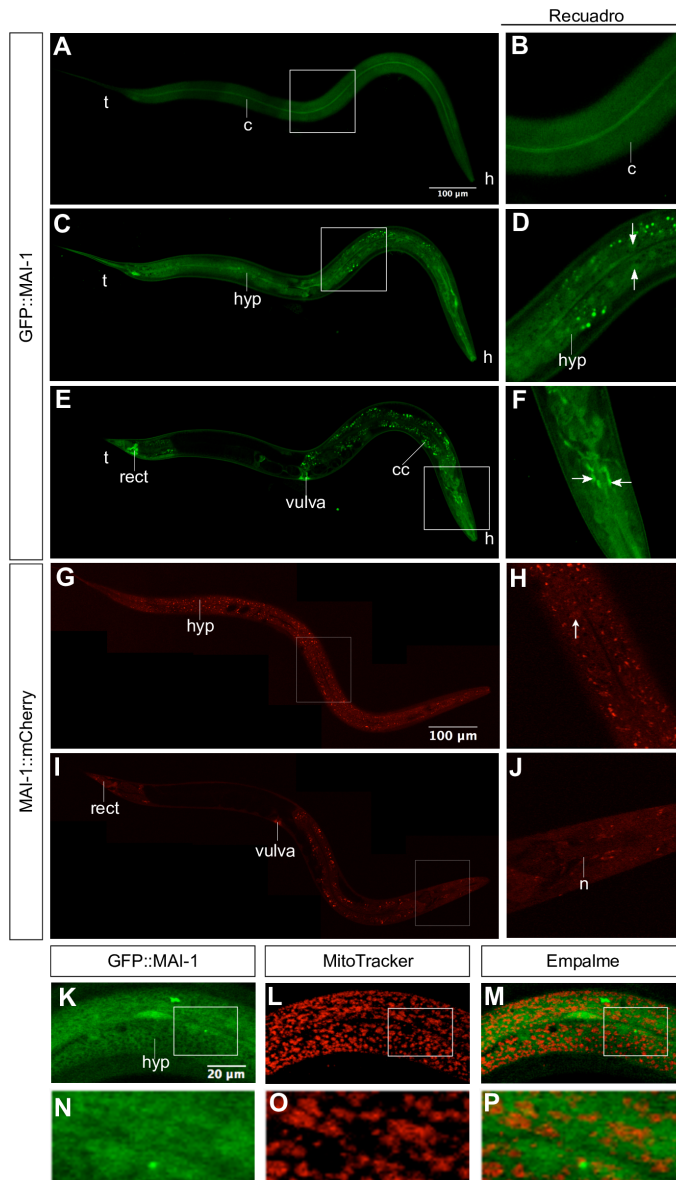 Recuadro
A
t
c
h
100 µm
B
c
GFP::MAI-1
C
t
hyp
h
D
hyp
E
t
rect
vulva
cc
h
F
MAI-1::mCherry
G
hyp
100 µm
H
I
rect
vulva
J
n
GFP::MAI-1
MitoTracker
Empalme
K
hyp
20 µm
L
M
N
O
P